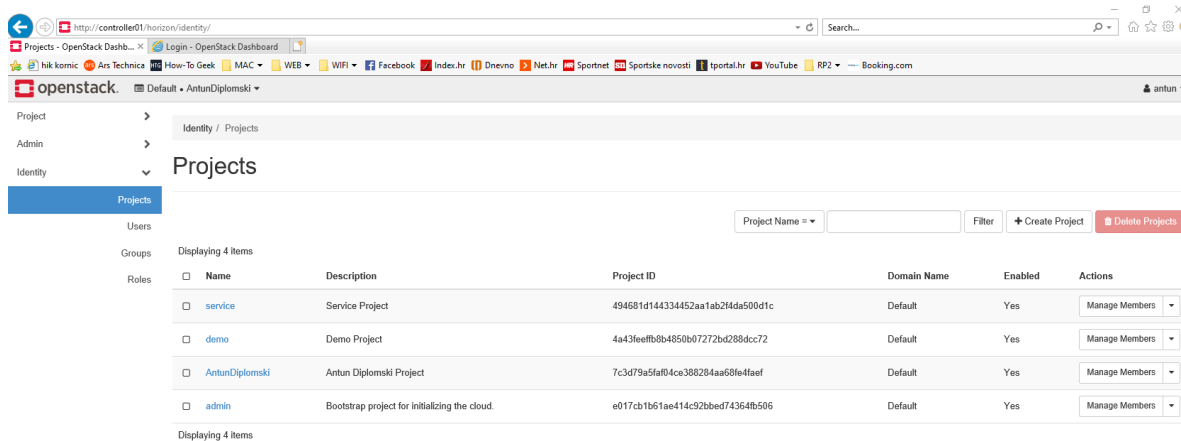 http://controller01/horizon/identity/
Search...
Projects - OpenStack Dashb...
Login - OpenStack Dashboard
hik kornic Ars Technica How-To Geek MAC WEB WIFI Facebook Index.hr Dnevno Net.hr Sportnet Sportske novosti tportal.hr YouTube RP2 Booking.com
openstack. Default • AntunDiplomski antun
Project
Identity / Projects
Admin
Projects
Identity
Projects
Users
Groups
Roles
Project Name = Filter + Create Project Delete Projects
Displaying 4 items
Name Description Project ID Domain Name Enabled Actions
service Service Project 494681d144334452aa1ab2f4da500d1c Default Yes Manage Members
demo Demo Project 4a43feeffb8b4850b07272bd288dcc72 Default Yes Manage Members
AntunDiplomski Antun Diplomski Project 7c3d79a5faf04ce388284aa68fe4faef Default Yes Manage Members
admin Bootstrap project for initializing the cloud. e017cb1b61ae414c92bbed74364fb506 Default Yes Manage Members
Displaying 4 items